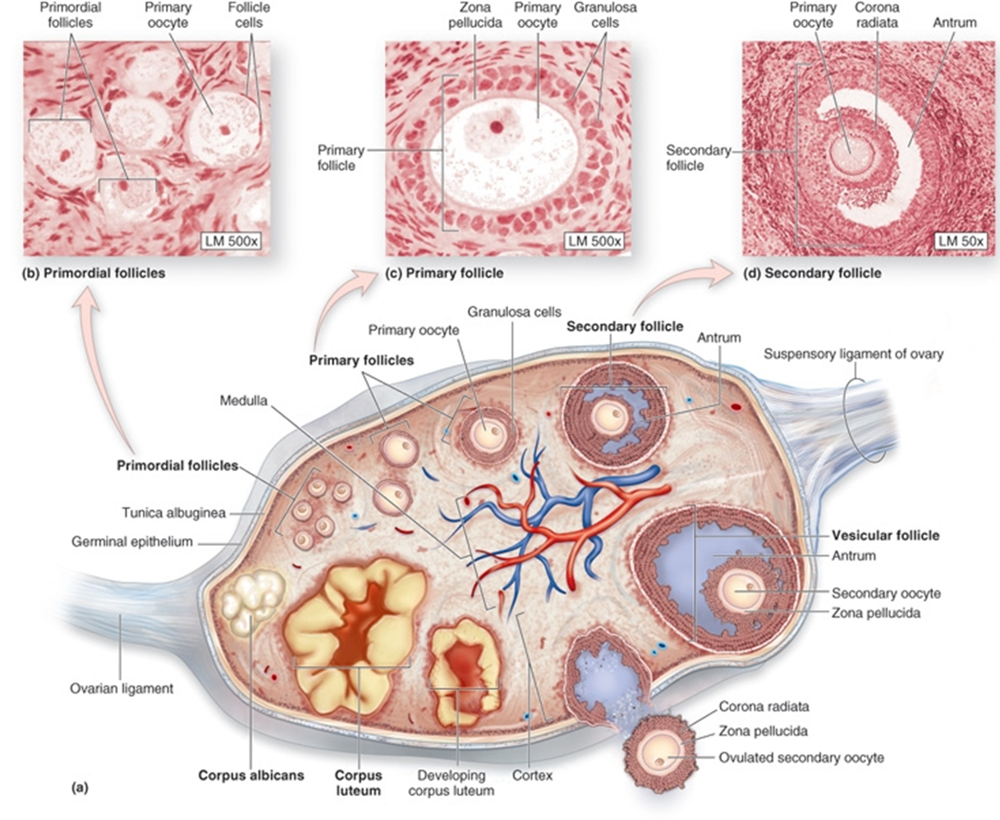 Primordial
follicles
Primary
oocyte
Follicle
cells
LM 500x
(b) Primordial follicles
Zona
pellucida
Primary
oocyte
Granulosa
cells
Primary
follicle
LM 500x
(c) Primary follicle
Primary
oocyte
Corona
radiata
Antrum
Secondary
follicle
LM 50x
(d) Secondary follicle
Granulosa cells
Primary oocyte
Secondary follicle
Antrum
Primary follicles
Suspensory ligament of ovary
Medulla
Primordial follicles
Tunica albuginea
Germinal epithelium
Vesicular follicle
Antrum
Secondary oocyte
Zona pellucida
Ovarian ligament
Corona radiata
Zona pellucida
Ovulated secondary oocyte
Corpus albicans
Corpus
luteum
Developing
corpus luteum
Cortex
(a)